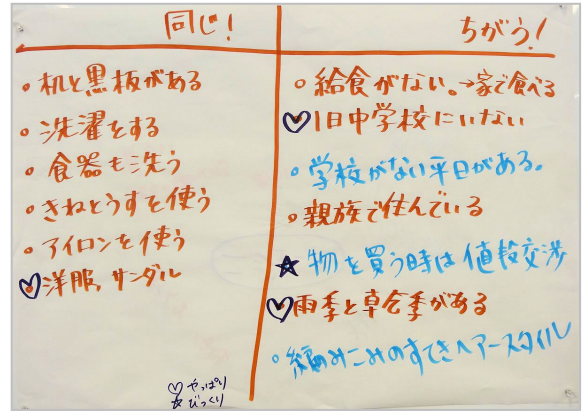 同じ！
・机と黒板がある
・洗濯をする
・食器も洗う
・きねとうすを使う
・アイロンを使う
♡洋服、サンダル
ちがう！
・給食がない。→家で食べる
♡1日中学校にいない
・学校がない平日がある。
・親族で住んでいる
★物を買う時は値段交渉
♡雨季と乾季がある
・編みこみのすてきヘアースタイル
♡やっぱり
☆びっくり